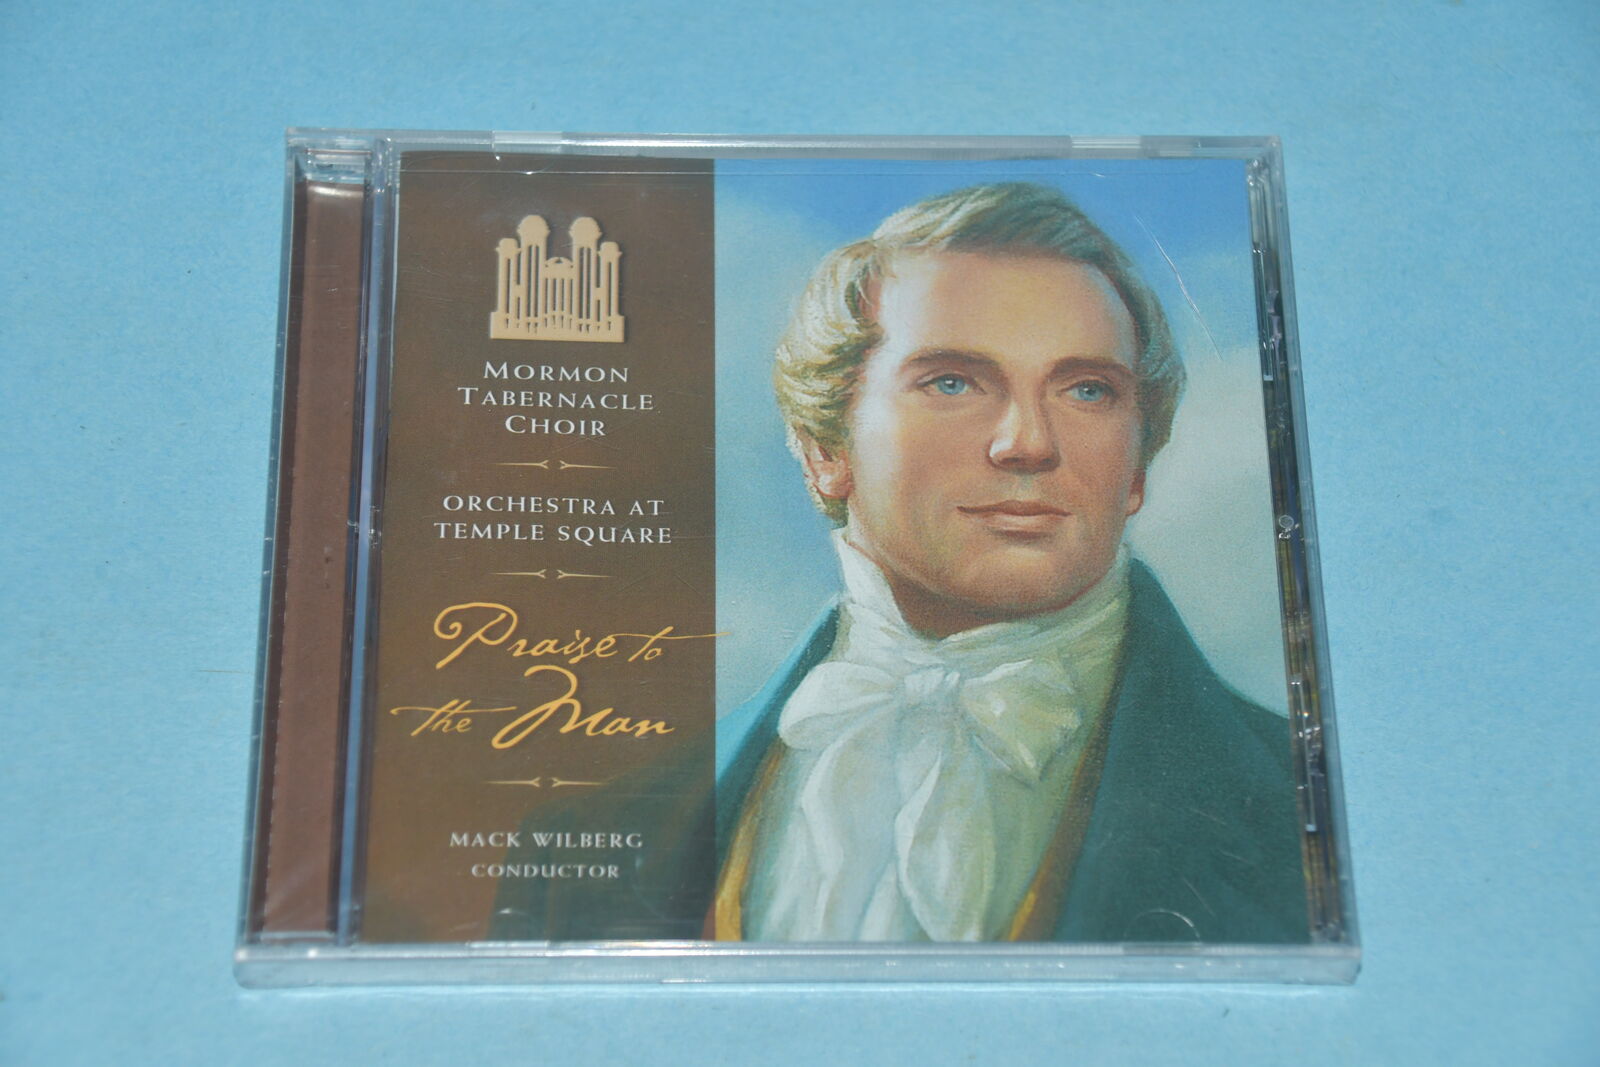 MORMON
TABERNACLE
CHOIR
ORCHESTRA AT
TEMPLE SQUARE
Praise to
the Man
MACK WILBERG
CONDUCTOR